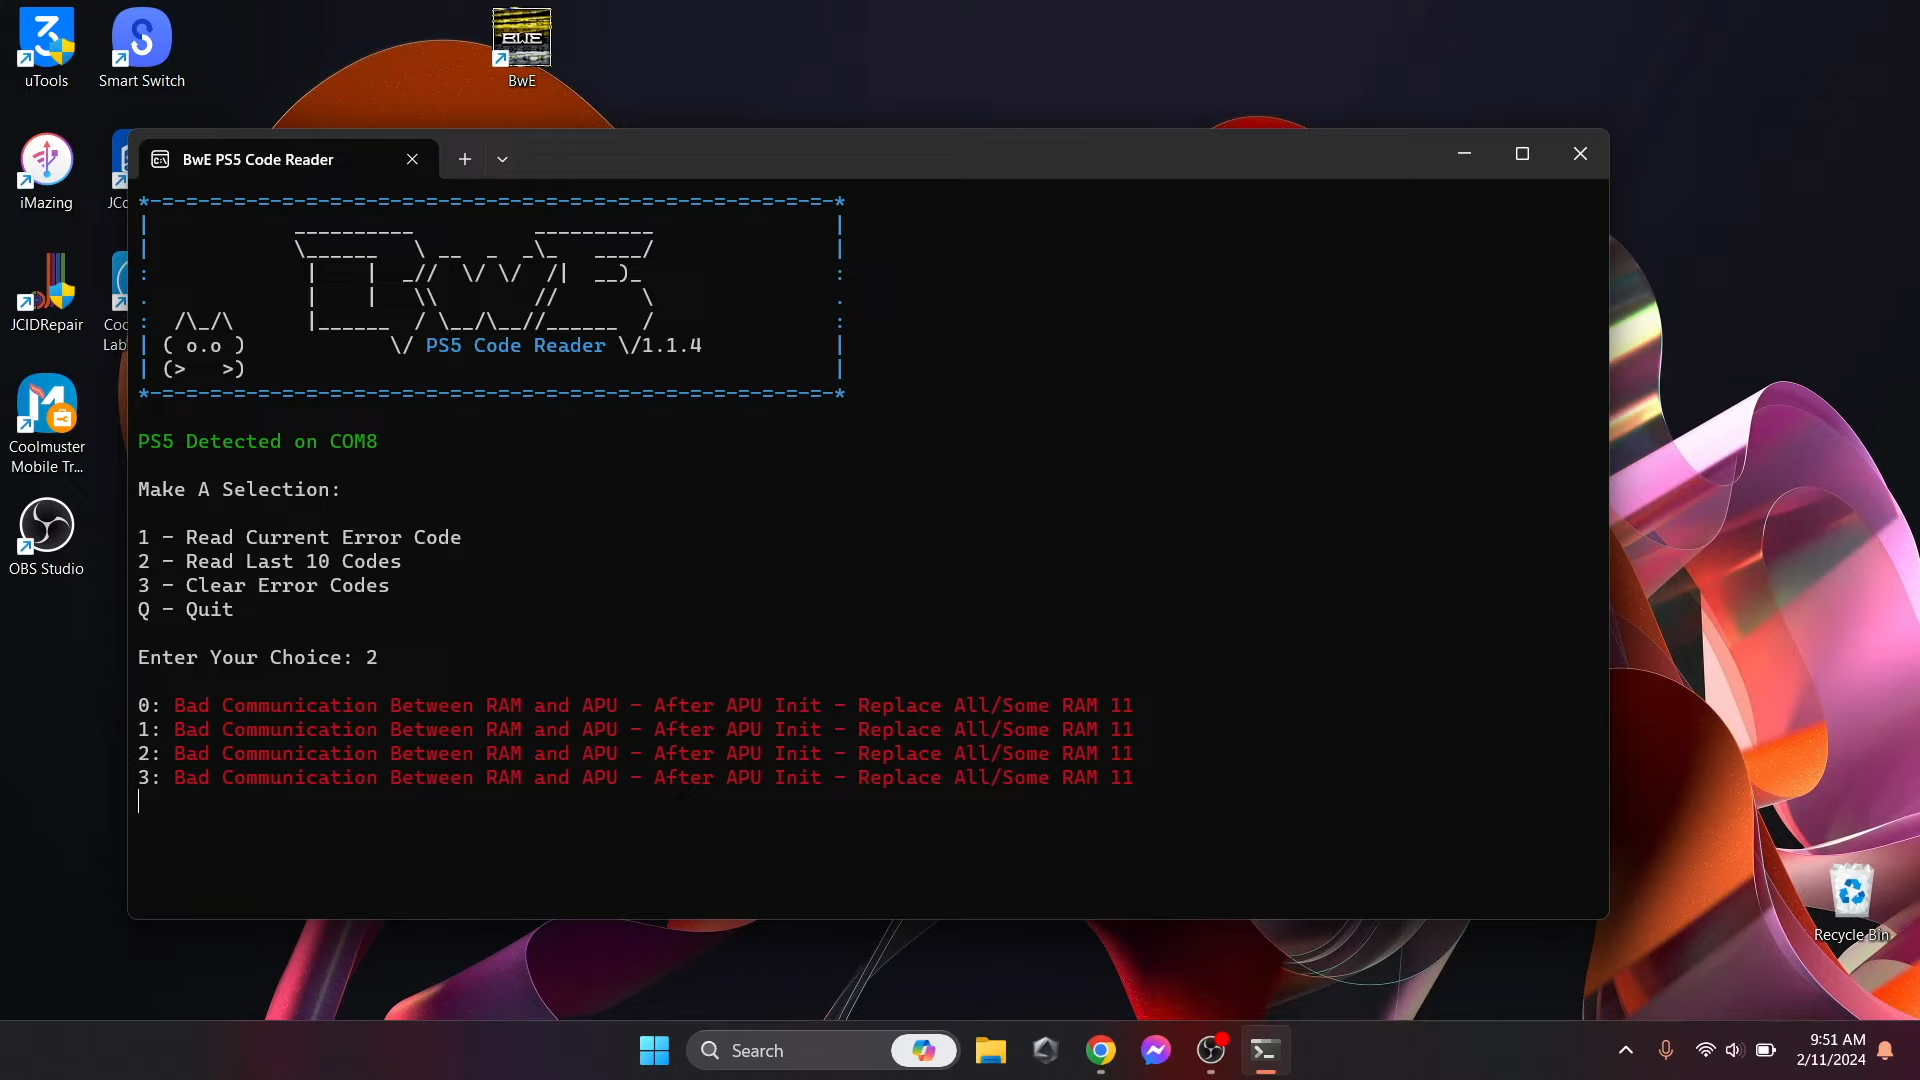 uTools
Smart Switch
BWE
BwE
iMazing
JCIDRepair
Coolmuster
Mobile Tr...
OBS Studio
BwE PS5 Code Reader
PS5 Code Reader \/1.1.4
PS5 Detected on COM8
Make A Selection:
1 - Read Current Error Code
2 - Read Last 10 Codes
3 - Clear Error Codes
Q - Quit
Enter Your Choice: 2
0: Bad Communication Between RAM and APU - After APU Init - Replace All/Some RAM 11
1: Bad Communication Between RAM and APU - After APU Init - Replace All/Some RAM 11
2: Bad Communication Between RAM and APU - After APU Init - Replace All/Some RAM 11
3: Bad Communication Between RAM and APU - After APU Init - Replace All/Some RAM 11
Recycle Bin
Search
9:51 AM
2/11/2024